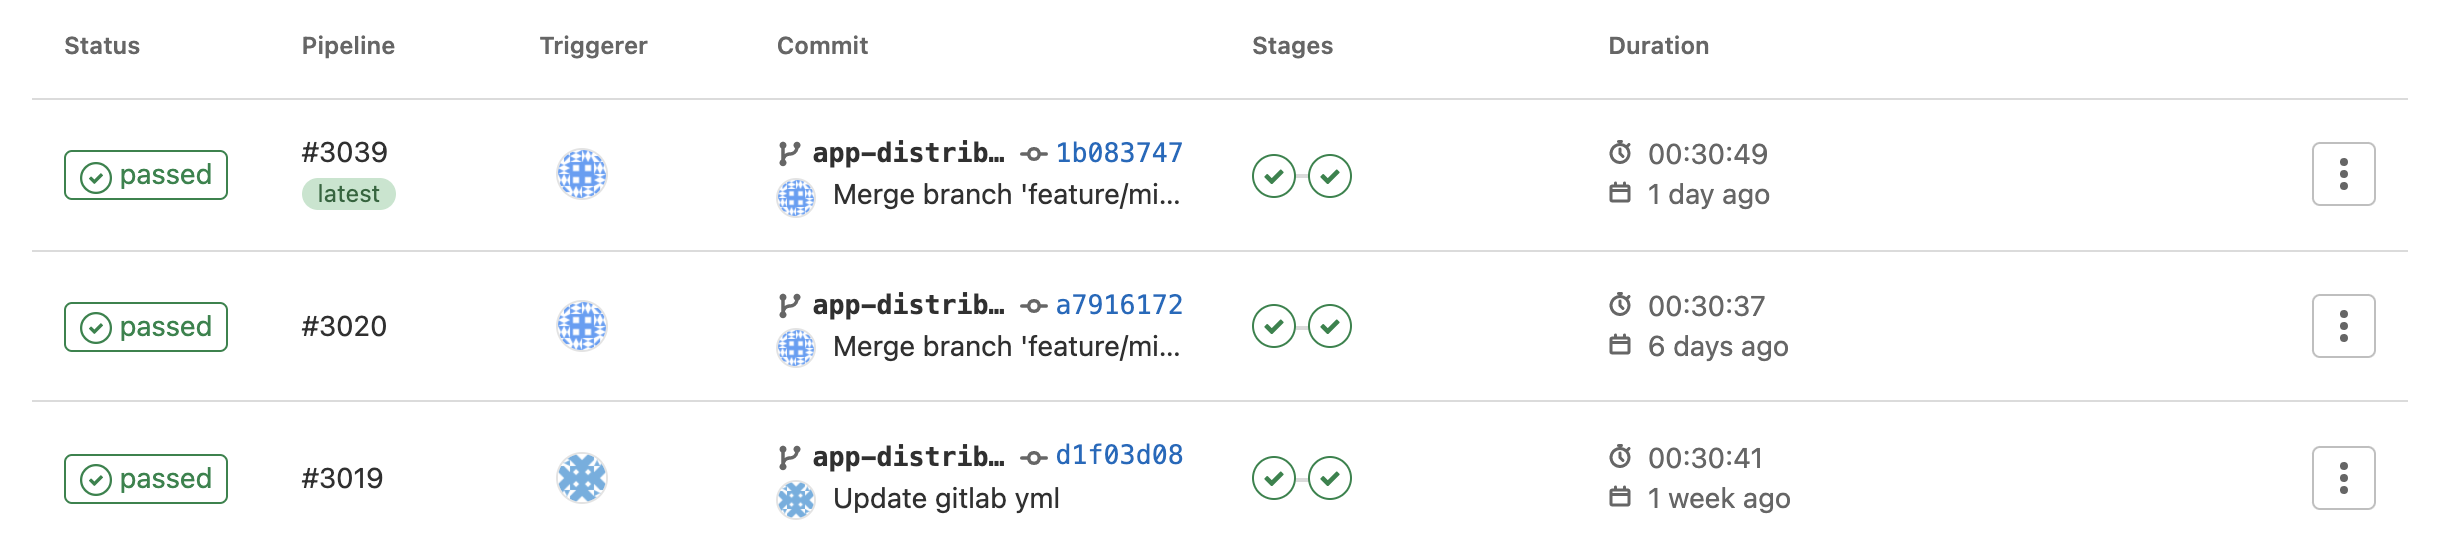 Status Pipeline Triggerer Commit Stages Duration
passed #3039 app-distrib… 1b083747 00:30:49
latest Merge branch 'feature/mi… 1 day ago
passed #3020 app-distrib… a7916172 00:30:37
Merge branch 'feature/mi… 6 days ago
passed #3019 app-distrib… d1f03d08 00:30:41
Update gitlab yml 1 week ago